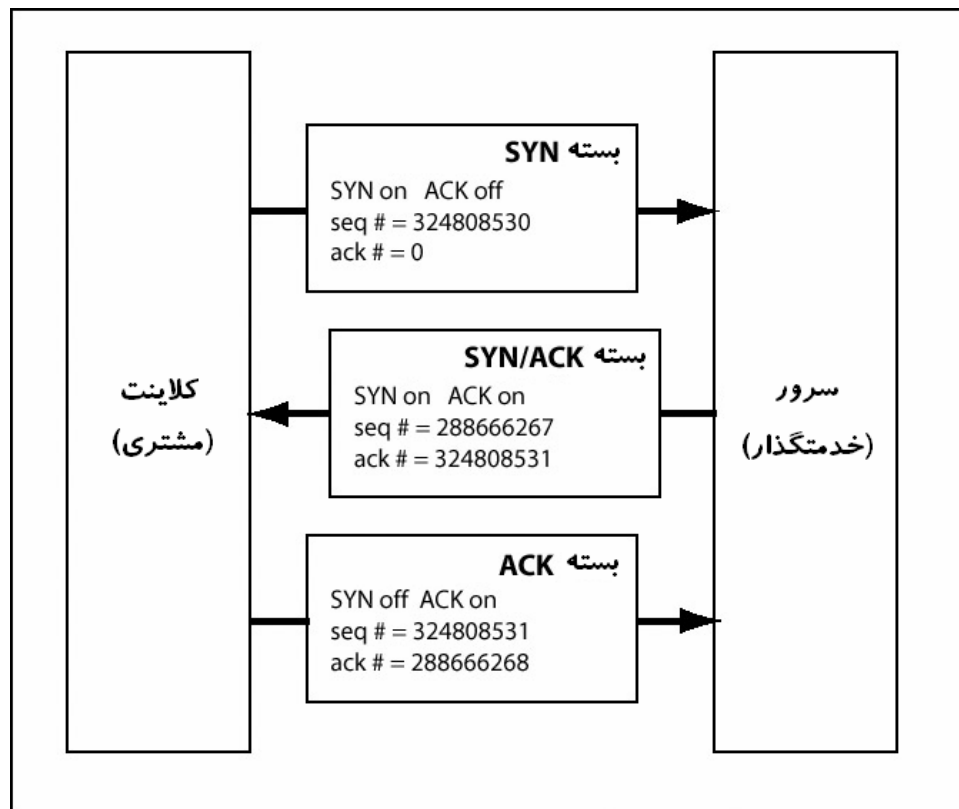 بسته SYN
SYN on ACK off
seq # = 324808530
ack # = 0
بسته SYN/ACK
SYN on ACK on
seq # = 288666267
ack # = 324808531
کلاینت
(مشتری)
سرور
(خدمتگذار)
بسته ACK
SYN off ACK on
seq # = 324808531
ack # = 288666268